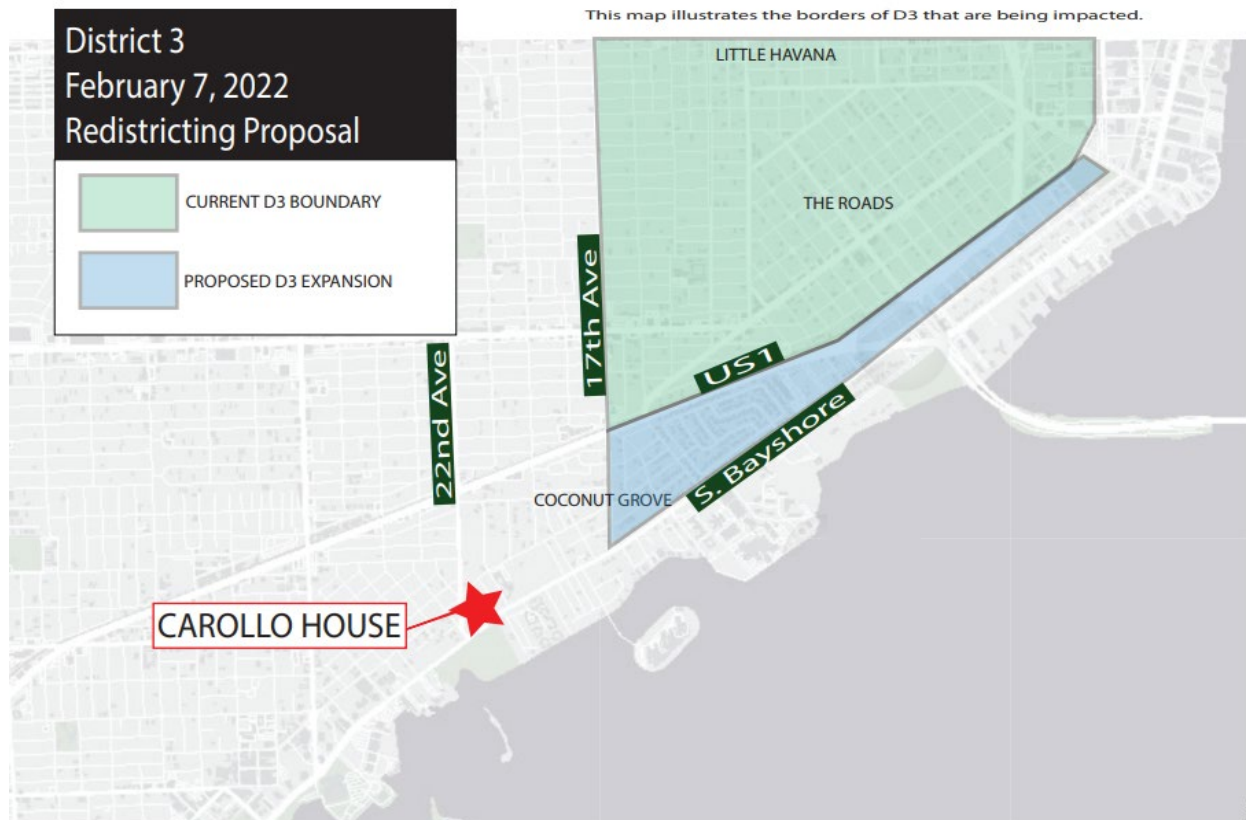 This map illustrates the borders of D3 that are being impacted.
District 3
February 7, 2022
Redistricting Proposal
CURRENT D3 BOUNDARY
PROPOSED D3 EXPANSION
LITTLE HAVANA
THE ROADS
17th Ave
US1
22nd Ave
S. Bayshore
COCONUT GROVE
CAROLLO HOUSE